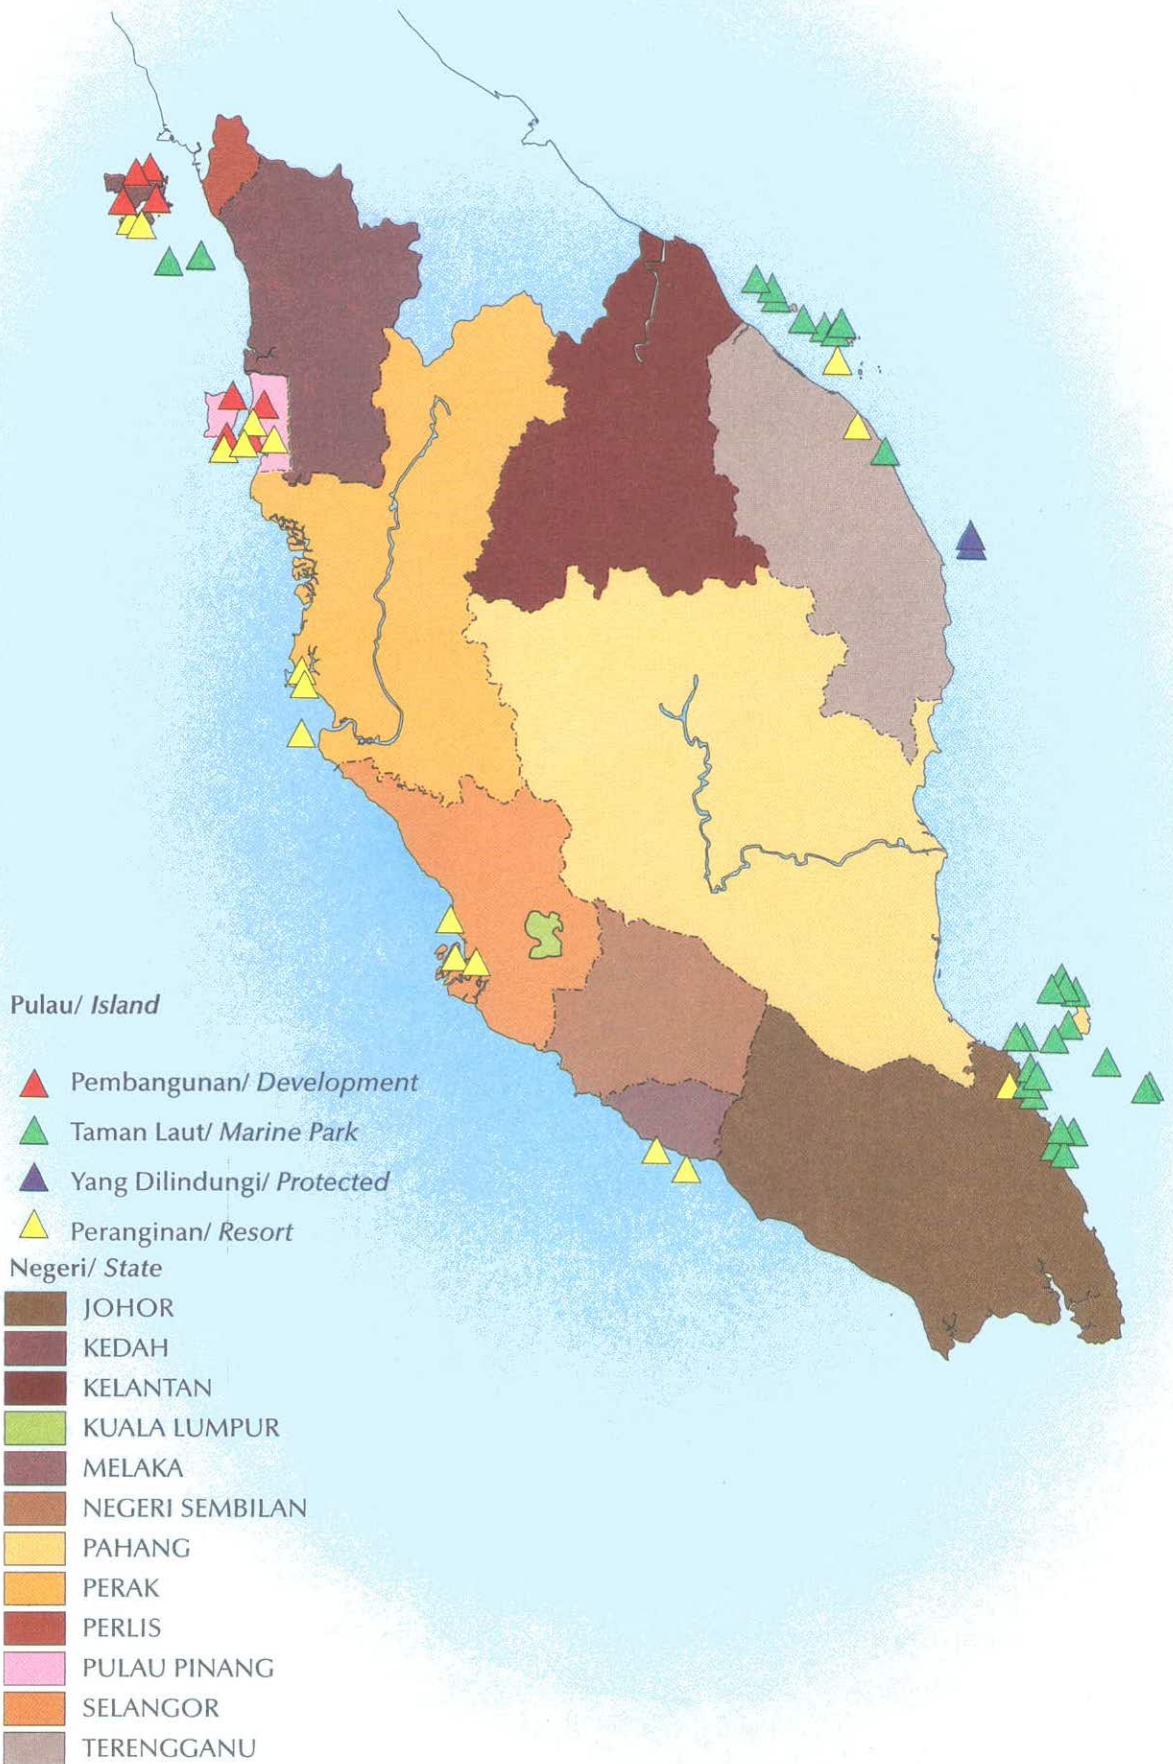 Pulau/ Island
Pembangunan/ Development
Taman Laut/ Marine Park
Yang Dilindungi/ Protected
Peranginan/ Resort
Negeri/ State
JOHOR
KEDAH
KELANTAN
KUALA LUMPUR
MELAKA
NEGERI SEMBILAN
PAHANG
PERAK
PERLIS
PULAU PINANG
SELANGOR
TERENGGANU